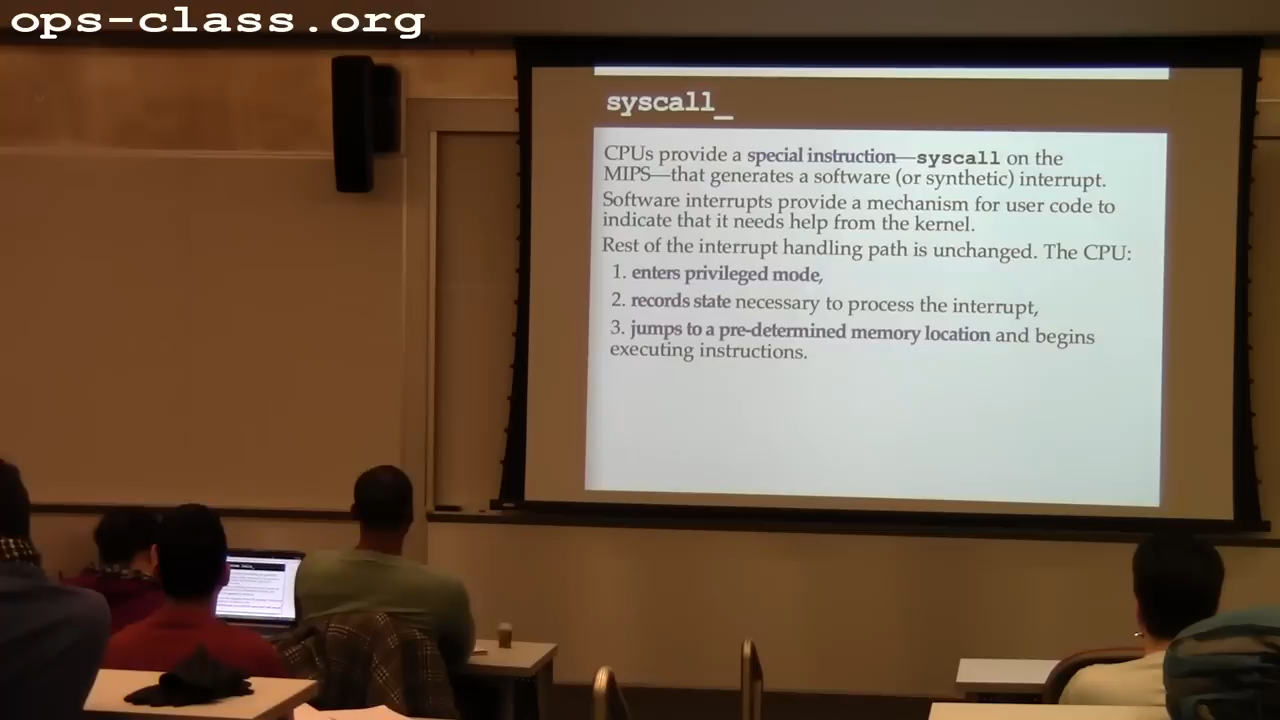 ops-class.org
syscall_
CPUs provide a special instruction—syscall on the
MIPS—that generates a software (or synthetic) interrupt.
Software interrupts provide a mechanism for user code to
indicate that it needs help from the kernel.
Rest of the interrupt handling path is unchanged. The CPU:
1. enters privileged mode,
2. records state necessary to process the interrupt,
3. jumps to a pre-determined memory location and begins
executing instructions.